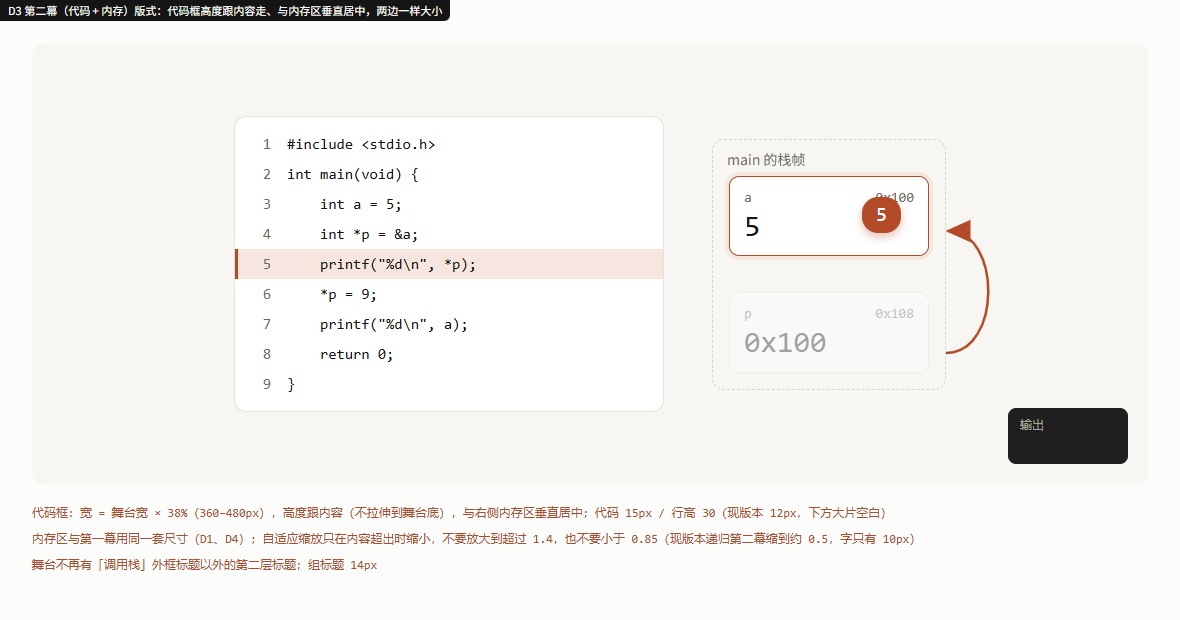 D3 第二幕（代码 + 内存）版式：代码框高度跟内容走、与内存区垂直居中，两边一样大小
1 #include <stdio.h>
2 int main(void) {
3 int a = 5;
4 int *p = &a;
5 printf("%d\n", *p);
6 *p = 9;
7 printf("%d\n", a);
8 return 0;
9 }
main 的栈帧
a 0x100
5
5
p 0x108
0x100
输出
代码框：宽 = 舞台宽 × 38%（360–480px），高度跟内容（不拉伸到舞台底），与右侧内存区垂直居中；代码 15px / 行高 30（现版本 12px，下方大片空白）
内存区与第一幕用同一套尺寸（D1、D4）；自适应缩放只在内容超出时缩小，不要放大到超过 1.4，也不要小于 0.85（现版本递归第二幕缩到约 0.5，字只有 10px）
舞台不再有「调用栈」外框标题以外的第二层标题；组标题 14px